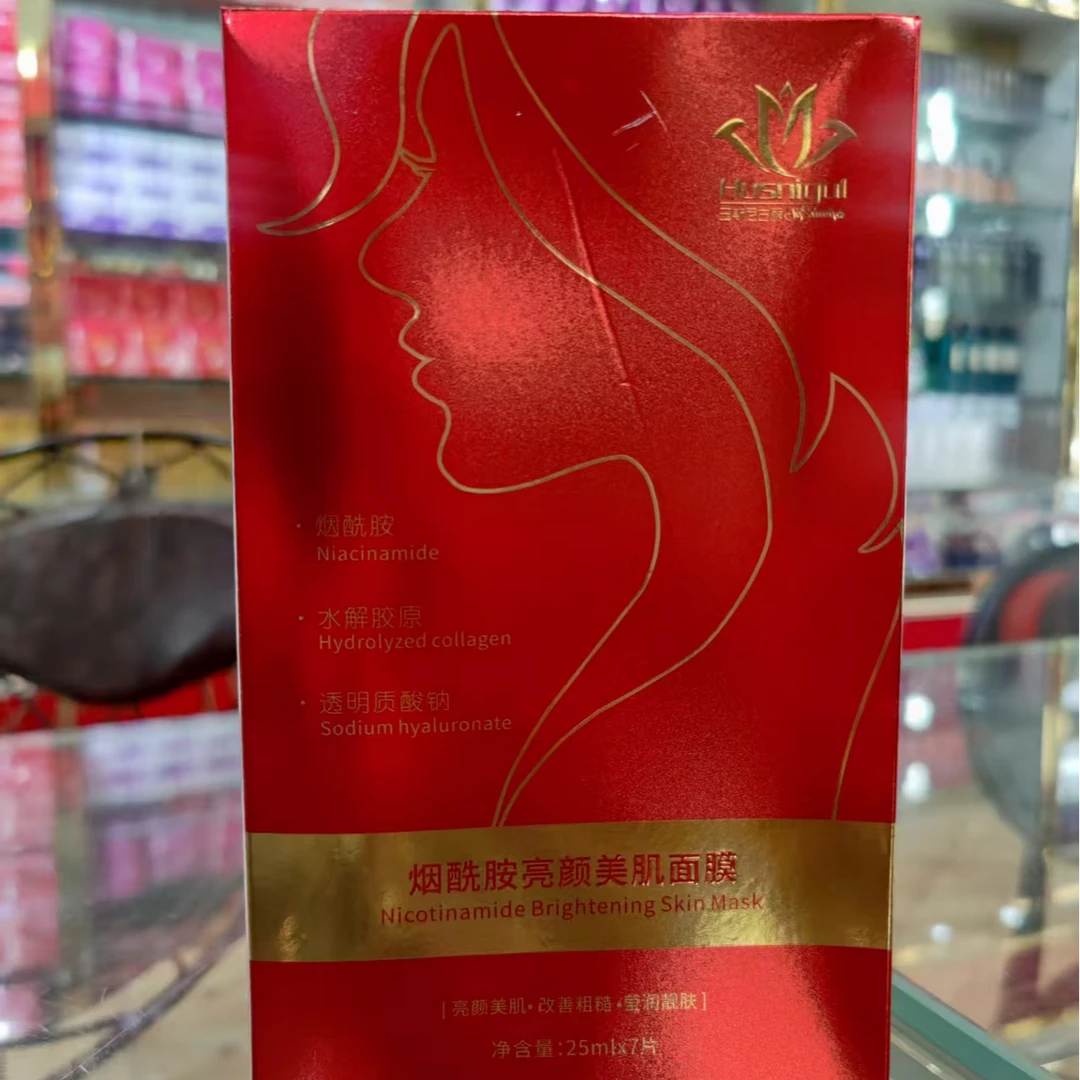 Husnigul
· 烟酰胺
Niacinamide
· 水解胶原
Hydrolyzed collagen
· 透明质酸钠
Sodium hyaluronate
烟酰胺亮颜美肌面膜
Nicotinamide Brightening Skin Mask
[ 亮颜美肌•改善粗糙•莹润靓肤 ]
净含量:25mlx7片